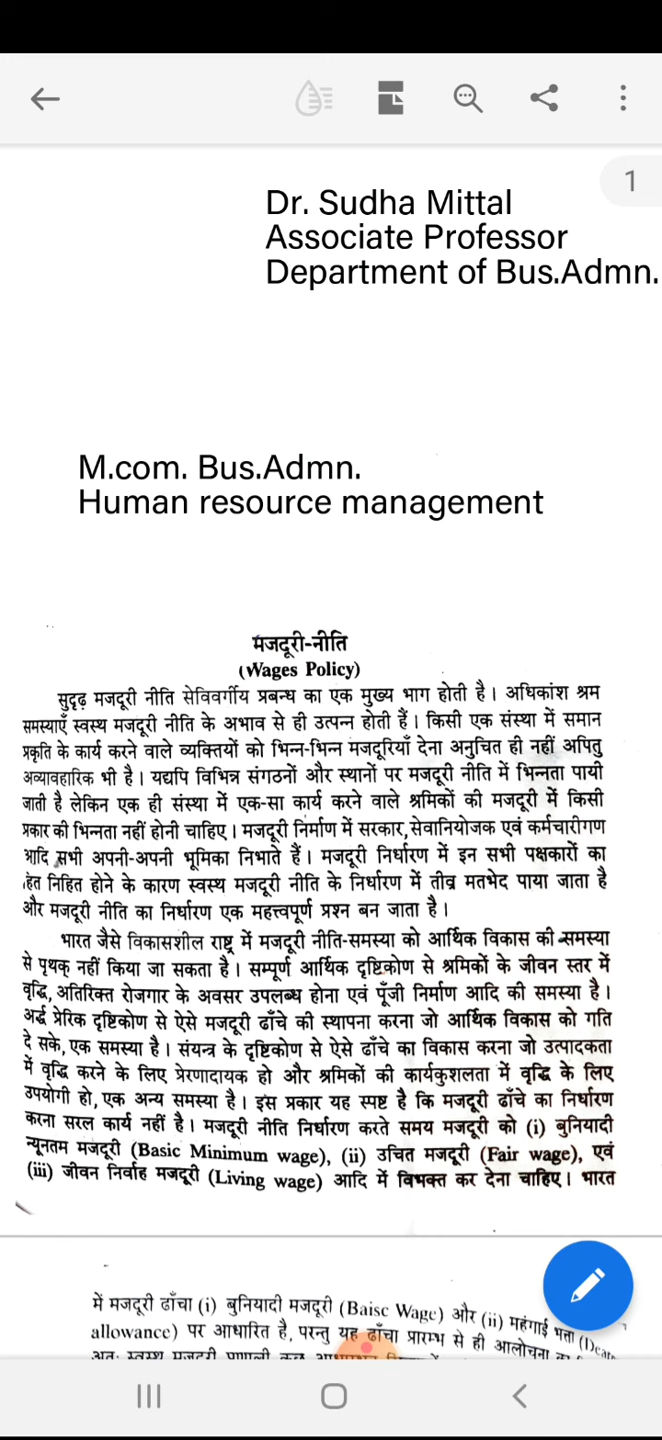 1
Dr. Sudha Mittal
Associate Professor
Department of Bus.Admn.
M.com. Bus.Admn.
Human resource management
मजदूरी-नीति
(Wages Policy)
सुदृढ़ मजदूरी नीति सेविवर्गीय प्रबन्ध का एक मुख्य भाग होती है। अधिकांश श्रम
समस्याएँ स्वस्थ मजदूरी नीति के अभाव से ही उत्पन्न होती हैं। किसी एक संस्था में समान
प्रकृति के कार्य करने वाले व्यक्तियों को भिन्न-भिन्न मजदूरियाँ देना अनुचित ही नहीं अपितु
अव्यावहारिक भी है। यद्यपि विभिन्न संगठनों और स्थानों पर मजदूरी नीति में भिन्नता पायी
जाती है लेकिन एक ही संस्था में एक-सा कार्य करने वाले श्रमिकों की मजदूरी में किसी
प्रकार की भिन्नता नहीं होनी चाहिए। मजदूरी निर्माण में सरकार, सेवानियोजक एवं कर्मचारीगण
आदि सभी अपनी-अपनी भूमिका निभाते हैं। मजदूरी निर्धारण में इन सभी पक्षकारों का
हित निहित होने के कारण स्वस्थ मजदूरी नीति के निर्धारण में तीव्र मतभेद पाया जाता है
और मजदूरी नीति का निर्धारण एक महत्त्वपूर्ण प्रश्न बन जाता है।
भारत जैसे विकासशील राष्ट्र में मजदूरी नीति-समस्या को आर्थिक विकास की समस्या
से पृथक् नहीं किया जा सकता है। सम्पूर्ण आर्थिक दृष्टिकोण से श्रमिकों के जीवन स्तर में
वृद्धि, अतिरिक्त रोजगार के अवसर उपलब्ध होना एवं पूँजी निर्माण आदि की समस्या है।
अर्द्ध प्रेरिक दृष्टिकोण से ऐसे मजदूरी ढाँचे की स्थापना करना जो आर्थिक विकास को गति
दे सके, एक समस्या है। संयन्त्र के दृष्टिकोण से ऐसे ढाँचे का विकास करना जो उत्पादकता
में वृद्धि करने के लिए प्रेरणादायक हो और श्रमिकों की कार्यकुशलता में वृद्धि के लिए
उपयोगी हो, एक अन्य समस्या है। इस प्रकार यह स्पष्ट है कि मजदूरी ढाँचे का निर्धारण
करना सरल कार्य नहीं है। मजदूरी नीति निर्धारण करते समय मजदूरी को (i) बुनियादी
न्यूनतम मजदूरी (Basic Minimum wage), (ii) उचित मजदूरी (Fair wage), एवं
(iii) जीवन निर्वाह मजदूरी (Living wage) आदि में विभक्त कर देना चाहिए। भारत
में मजदूरी ढाँचा (i) बुनियादी मजदूरी (Baisc Wage) और (ii) महंगाई भत्ता (Dear
allowance) पर आधारित है, परन्तु यह ढाँचा प्रारम्भ से ही आलोचना का
अतः स्वस्थ मजदूरी प्रणाली कुछ